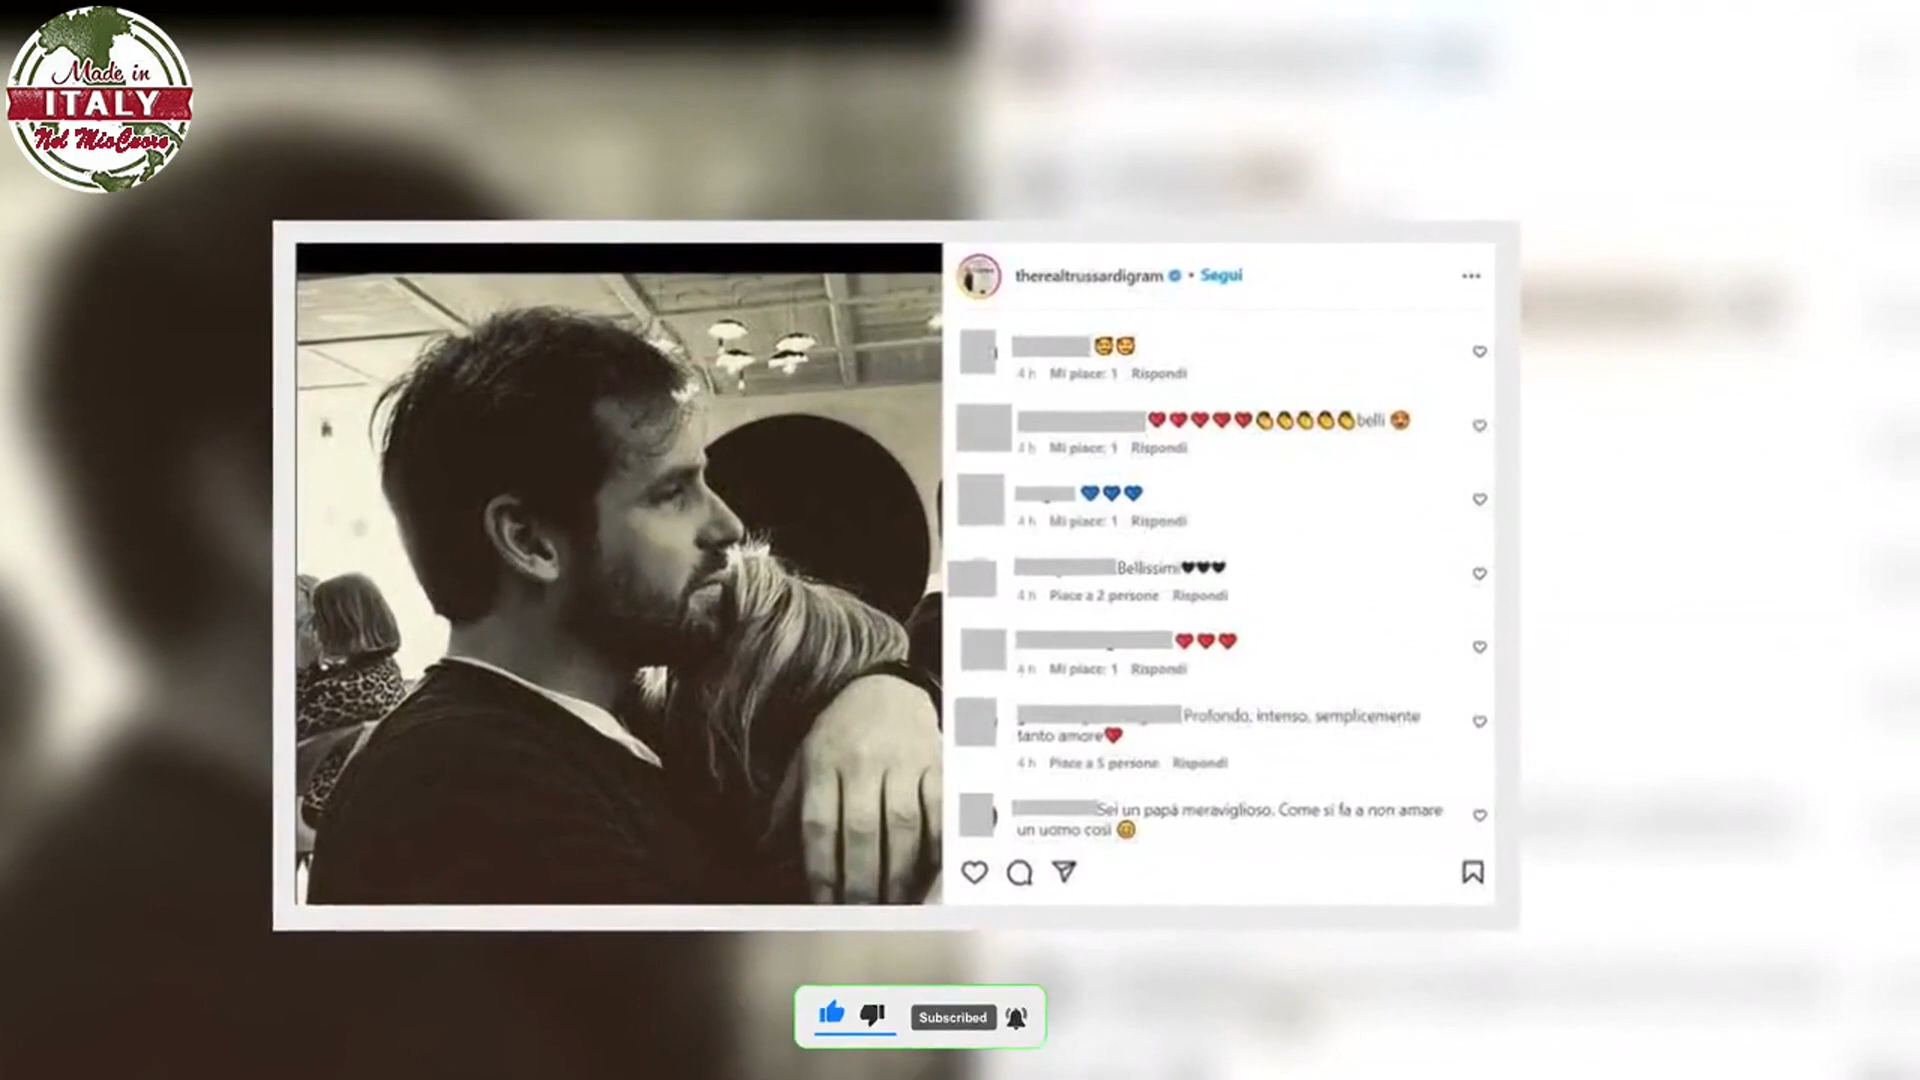 Made in
ITALY
Nel Mio Cuore
therealtrussardigram • Segui
4 h Mi piace: 1 Rispondi
belli
4 h Mi piace: 1 Rispondi
4 h Mi piace: 1 Rispondi
Bellissimi
4 h Piace a 2 persone Rispondi
4 h Mi piace: 1 Rispondi
Profondo, intenso, semplicemente
tanto amore
4 h Piace a 5 persone Rispondi
Sei un papà meraviglioso. Come si fa a non amare
un uomo così
Subscribed